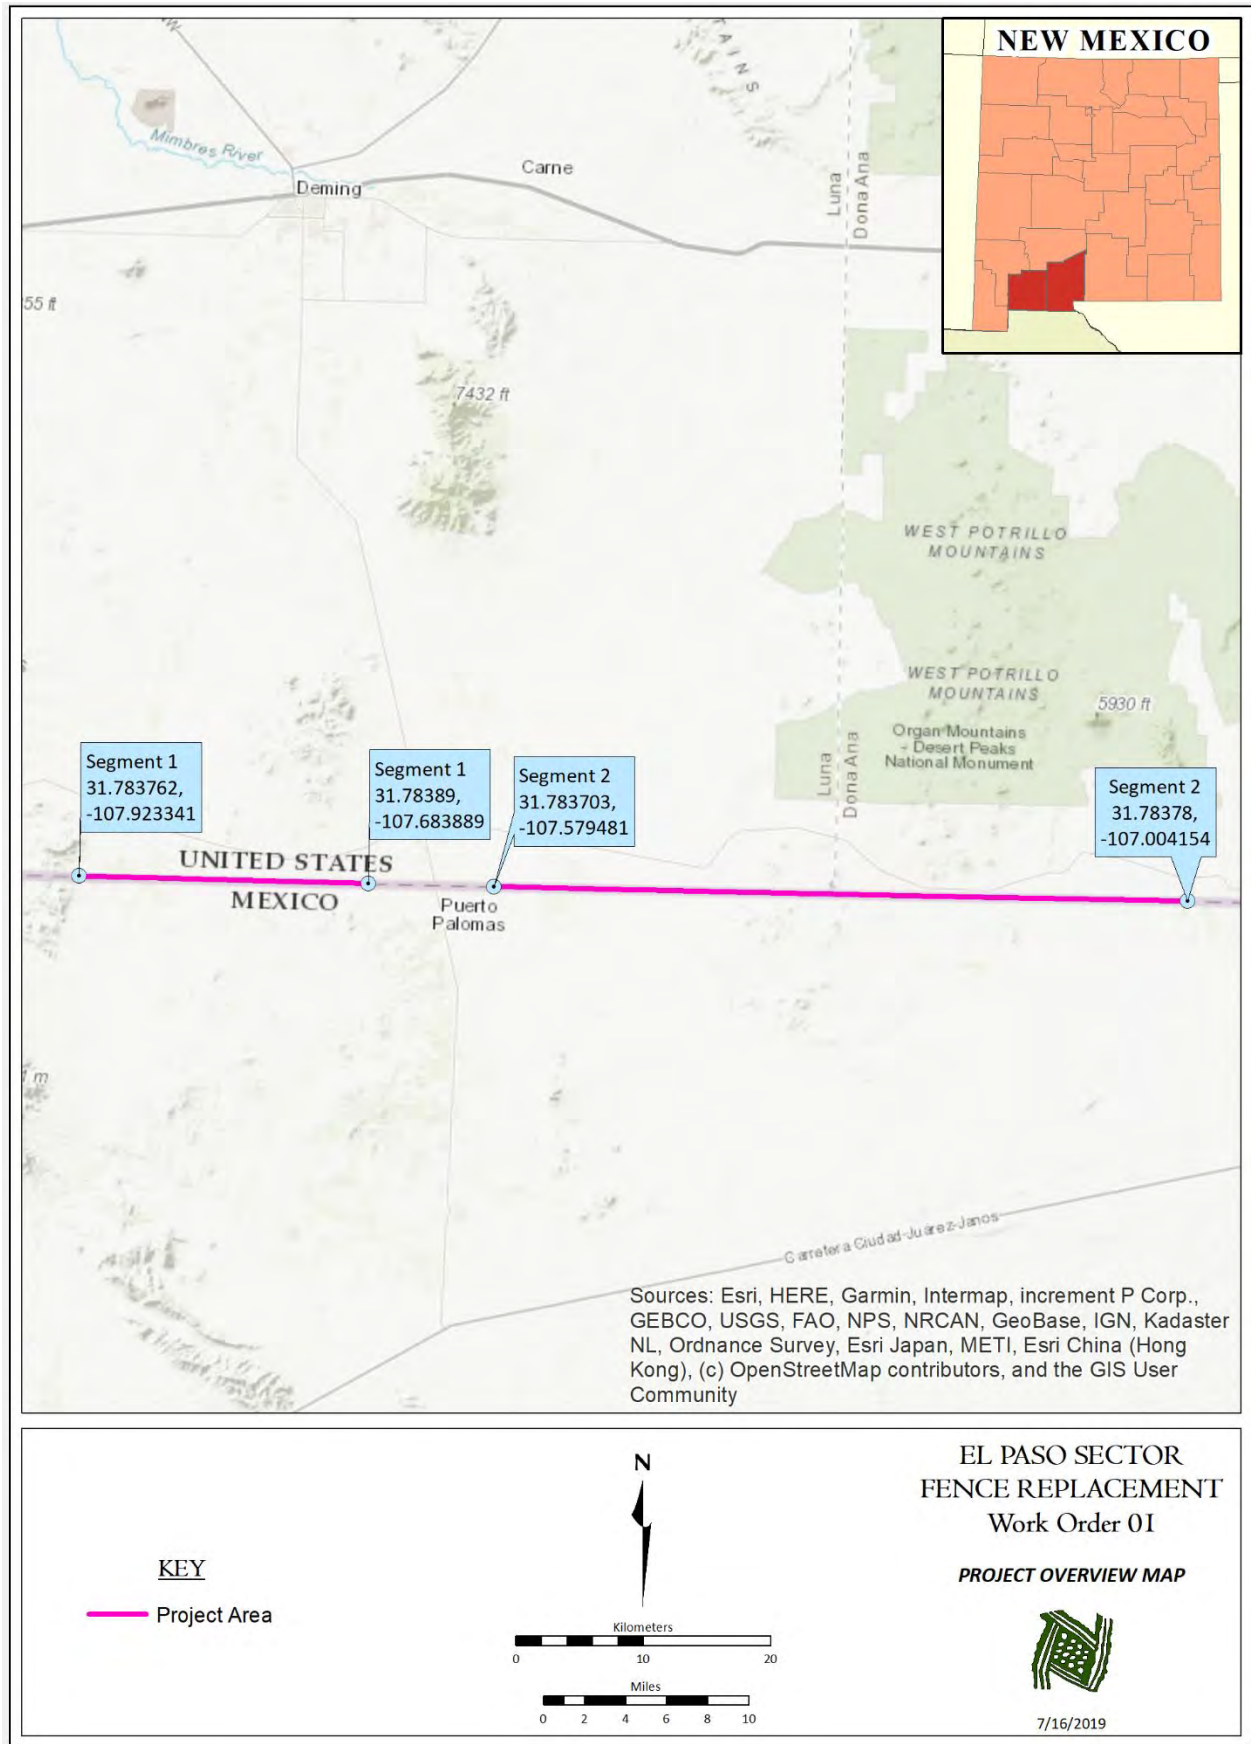 NEW MEXICO
TAINS
W
Mimbres River
Deming
Carne
Luna
Dona Ana
55 ft
7432 ft
WEST POTRILLO
MOUNTAINS
WEST POTRILLO
MOUNTAINS
5930 ft
Organ Mountains
- Desert Peaks
National Monument
Luna
Dona Ana
Segment 1
31.783762,
-107.923341
Segment 1
31.78389,
-107.683889
Segment 2
31.783703,
-107.579481
Segment 2
31.78378,
-107.004154
UNITED STATES
MEXICO
Puerto
Palomas
1 m
Carretera Ciudad-Juarez-Janos
Sources: Esri, HERE, Garmin, Intermap, increment P Corp.,
GEBCO, USGS, FAO, NPS, NRCAN, GeoBase, IGN, Kadaster
NL, Ordnance Survey, Esri Japan, METI, Esri China (Hong
Kong), (c) OpenStreetMap contributors, and the GIS User
Community
KEY
Project Area
N
Kilometers
0 10 20
Miles
0 2 4 6 8 10
EL PASO SECTOR
FENCE REPLACEMENT
Work Order 01
PROJECT OVERVIEW MAP
7/16/2019